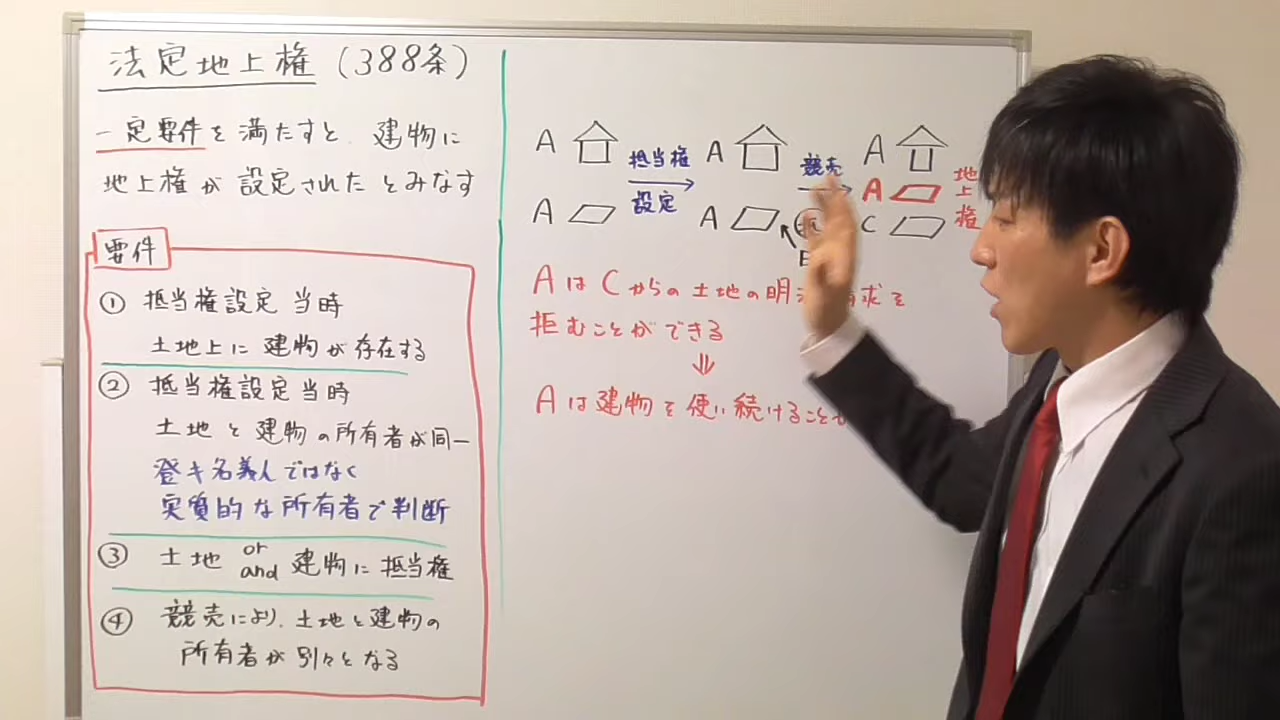 法定地上権（388条）
一定要件を満たすと、建物に
地上権が設定されたとみなす
要件
① 抵当権設定当時
土地上に建物が存在する
② 抵当権設定当時
土地と建物の所有者が同一
登キ名義人ではなく
実質的な所有者で判断
③ 土地 or and 建物に抵当権
④ 競売により、土地と建物の
所有者が別々となる
A 抵当権 A 競売 A
設定 A 地上権
A A 抵 C
AはCからの土地の明 求を
拒むことができる
⇓
Aは建物を使い続けること